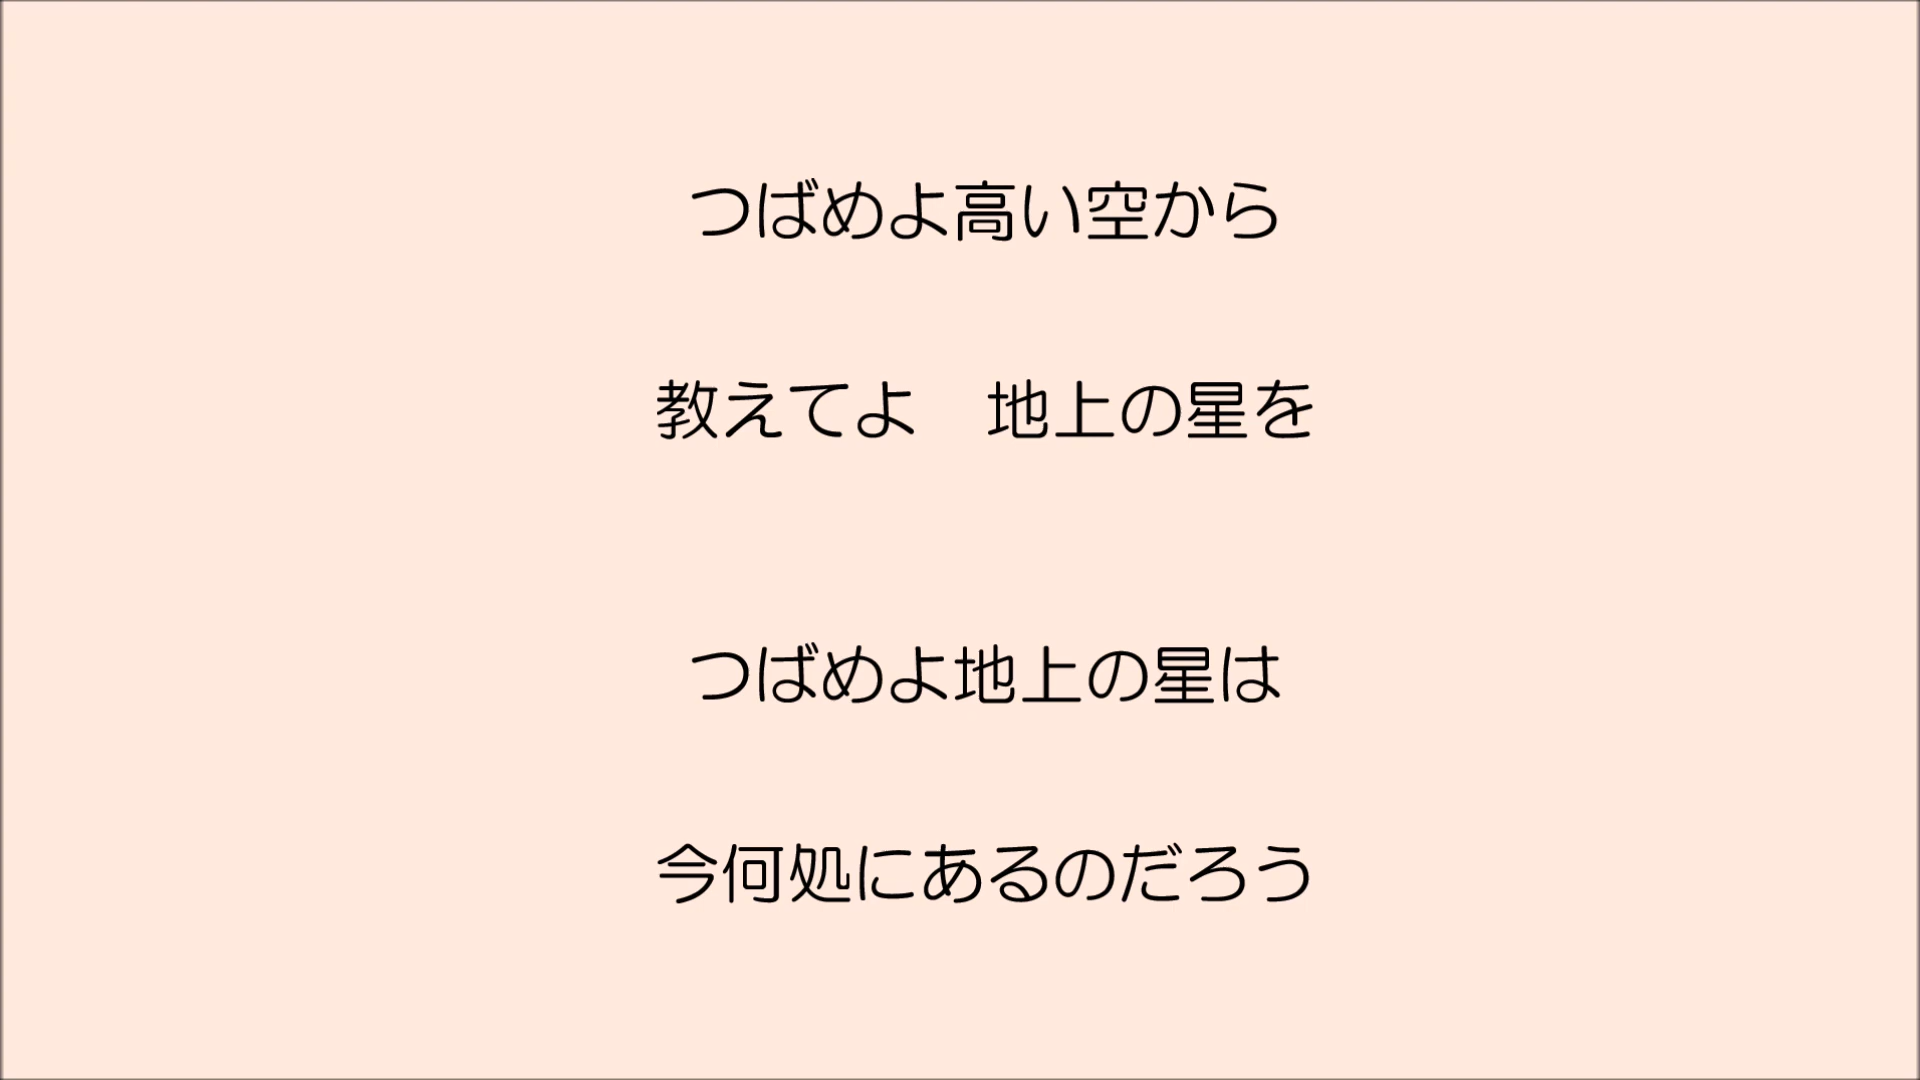 つばめよ高い空から
教えてよ　地上の星を
つばめよ地上の星は
今何処にあるのだろう